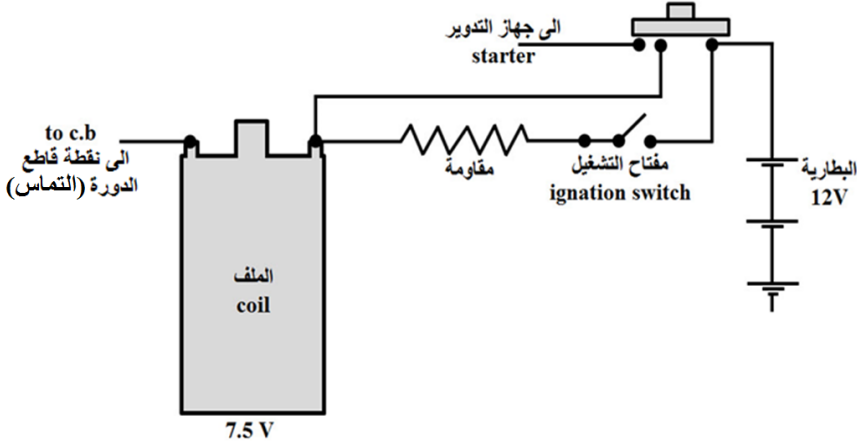 الى جهاز التدوير
starter
to c.b
الى نقطة قاطع
الدورة (التماس)
مقاومة
مفتاح التشغيل
ignation switch
البطارية
12V
الملف
coil
7.5 V